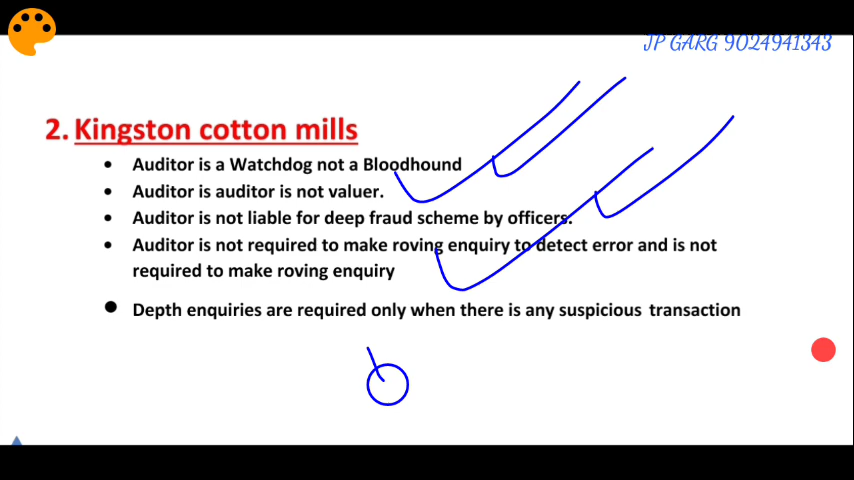 JP GARG 9024941343
2. Kingston cotton mills
• Auditor is a Watchdog not a Bloodhound
• Auditor is auditor is not valuer.
• Auditor is not liable for deep fraud scheme by officers.
• Auditor is not required to make roving enquiry to detect error and is not
required to make roving enquiry
• Depth enquiries are required only when there is any suspicious transaction